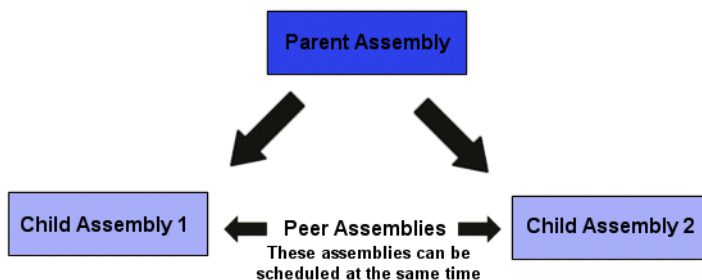 Parent Assembly
Child Assembly 1
Peer Assemblies
Child Assembly 2
These assemblies can be
scheduled at the same time